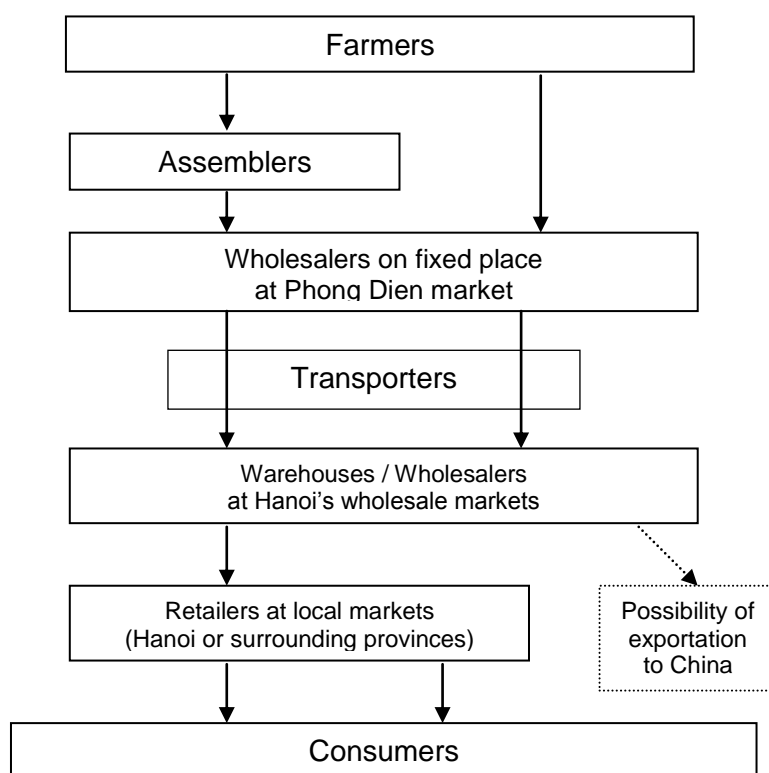 Farmers
Assemblers
Wholesalers on fixed place
at Phong Dien market
Transporters
Warehouses / Wholesalers
at Hanoi’s wholesale markets
Retailers at local markets
(Hanoi or surrounding provinces)
Possibility of
exportation
to China
Consumers